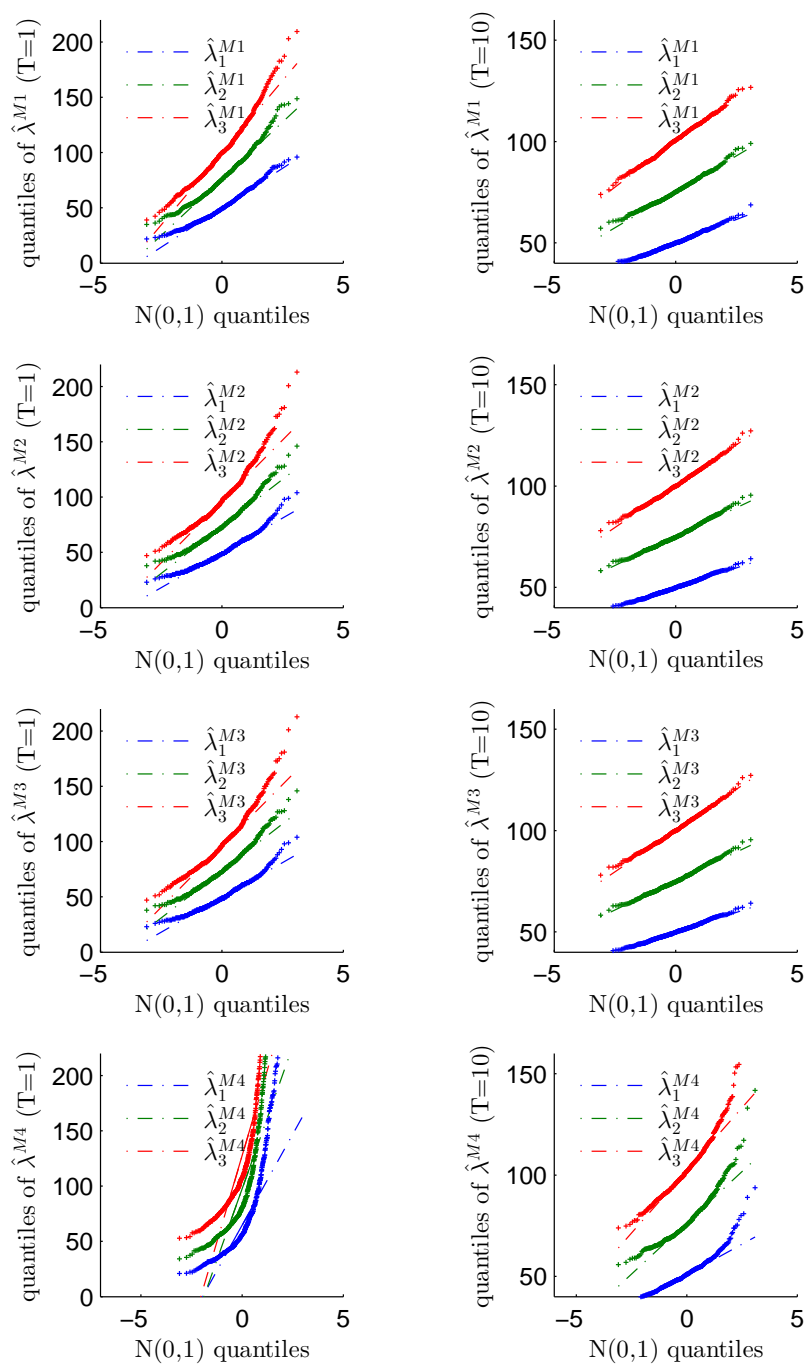 quantiles of λ̂^{M1} (T=1)
200
150
100
50
0
λ̂_1^{M1}
λ̂_2^{M1}
λ̂_3^{M1}
−5 0 5
N(0,1) quantiles
quantiles of λ̂^{M1} (T=10)
150
100
50
λ̂_1^{M1}
λ̂_2^{M1}
λ̂_3^{M1}
−5 0 5
N(0,1) quantiles
quantiles of λ̂^{M2} (T=1)
200
150
100
50
0
λ̂_1^{M2}
λ̂_2^{M2}
λ̂_3^{M2}
−5 0 5
N(0,1) quantiles
quantiles of λ̂^{M2} (T=10)
150
100
50
λ̂_1^{M2}
λ̂_2^{M2}
λ̂_3^{M2}
−5 0 5
N(0,1) quantiles
quantiles of λ̂^{M3} (T=1)
200
150
100
50
0
λ̂_1^{M3}
λ̂_2^{M3}
λ̂_3^{M3}
−5 0 5
N(0,1) quantiles
quantiles of λ̂^{M3} (T=10)
150
100
50
λ̂_1^{M3}
λ̂_2^{M3}
λ̂_3^{M3}
−5 0 5
N(0,1) quantiles
quantiles of λ̂^{M4} (T=1)
200
150
100
50
0
λ̂_1^{M4}
λ̂_2^{M4}
λ̂_3^{M4}
−5 0 5
N(0,1) quantiles
quantiles of λ̂^{M4} (T=10)
150
100
50
λ̂_1^{M4}
λ̂_2^{M4}
λ̂_3^{M4}
−5 0 5
N(0,1) quantiles